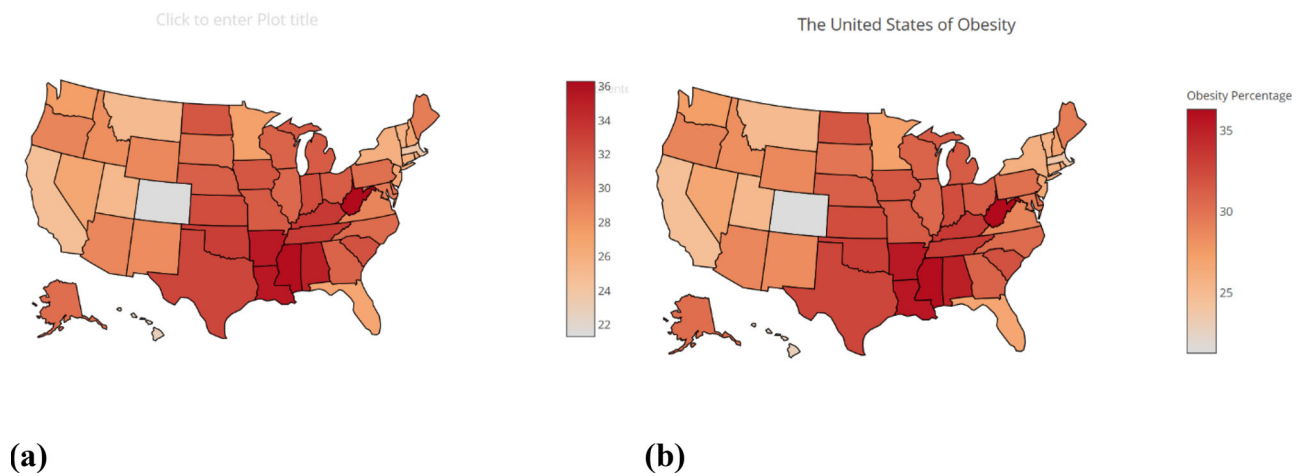 Click to enter Plot title
36
34
32
30
28
26
24
22
(a)
The United States of Obesity
Obesity Percentage
35
30
25
(b)